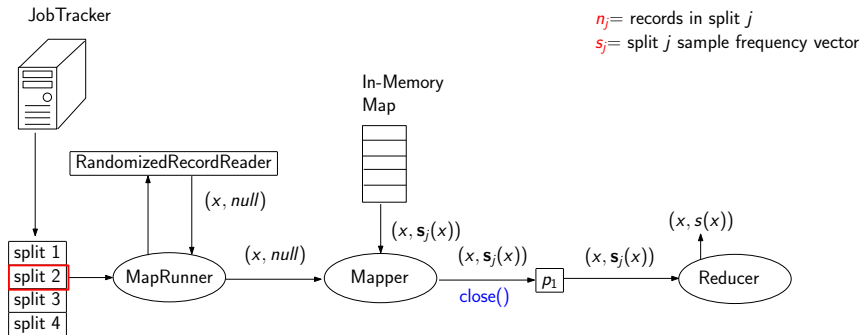 JobTracker
n_j= records in split j
s_j= split j sample frequency vector
In-Memory
Map
RandomizedRecordReader
(x, null)
(x, s(x))
(x, s_j(x))
split 1
split 2
split 3
split 4
MapRunner
(x, null)
Mapper
(x, s_j(x))
close()
p_1
(x, s_j(x))
Reducer